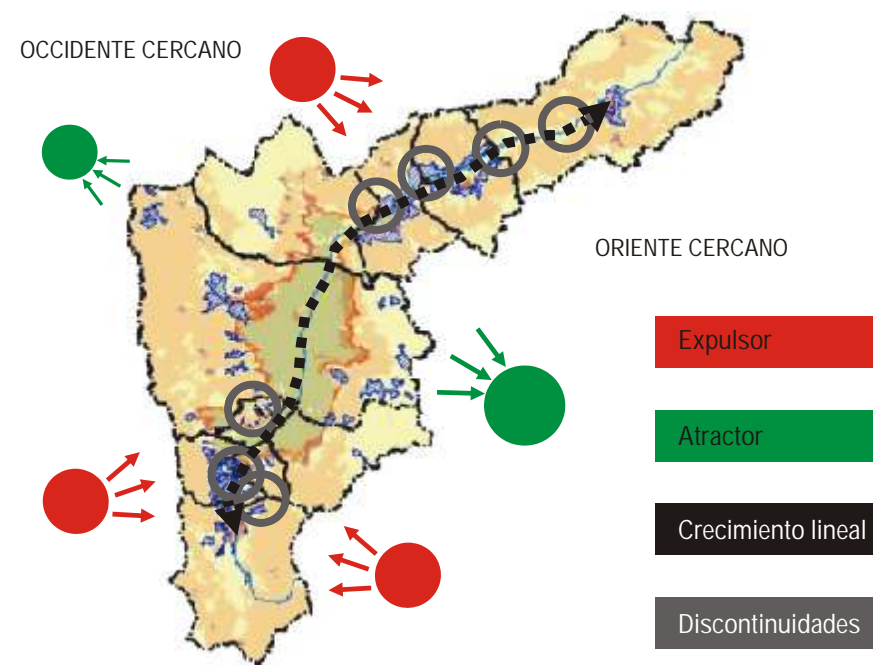 OCCIDENTE CERCANO
ORIENTE CERCANO
Expulsor
Atractor
Crecimiento lineal
Discontinuidades